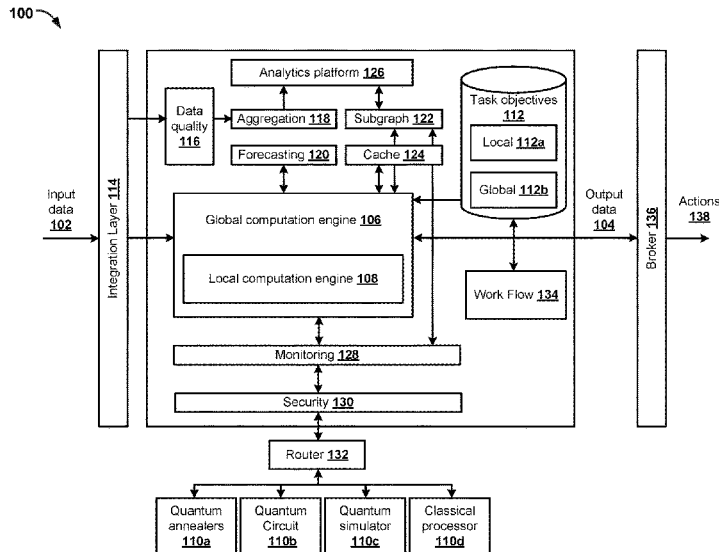 100
Analytics platform 126
Data
quality
116
Aggregation 118
Subgraph 122
Forecasting 120
Cache 124
Task objectives
112
Local
112a
Global
112b
Input
data
102
Integration Layer 114
Global computation engine 106
Local computation engine 108
Output
data
104
Broker 136
Actions
138
Work Flow 134
Monitoring 128
Security 130
Router 132
Quantum
annealers
110a
Quantum
Circuit
110b
Quantum
simulator
110c
Classical
processor
110d